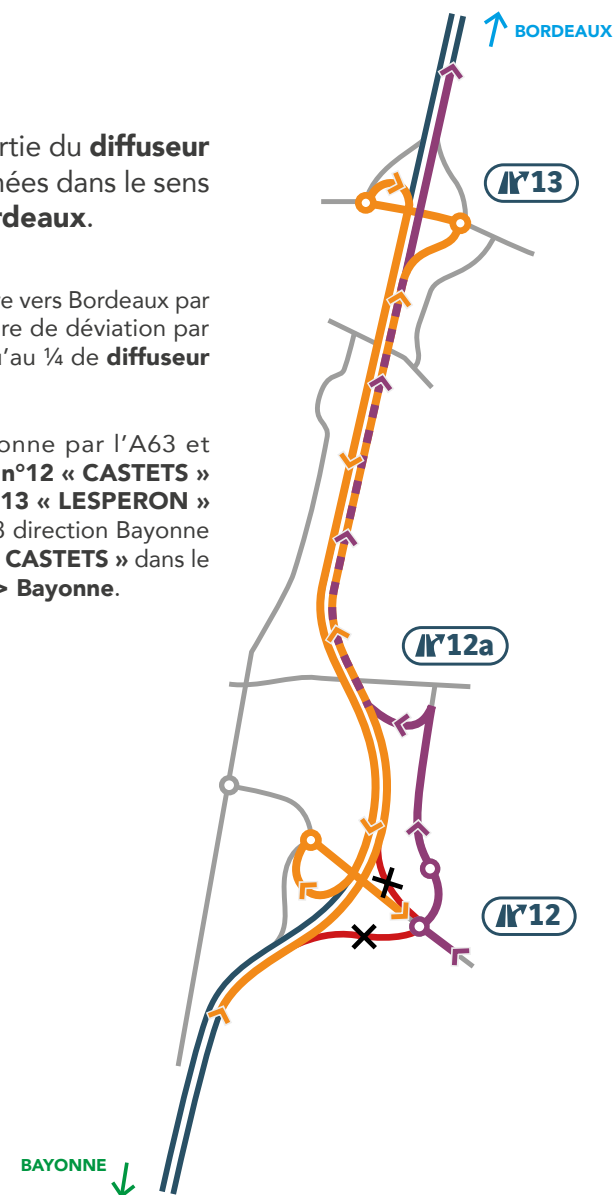 BORDEAUX
rtie du diffuseur
nées dans le sens
rdeaux.
13
re vers Bordeaux par
ire de déviation par
u'au ¼ de diffuseur
onne par l'A63 et
n°12 « CASTETS »
13 « LESPERON »
3 direction Bayonne
CASTETS » dans le
> Bayonne.
12a
12
BAYONNE